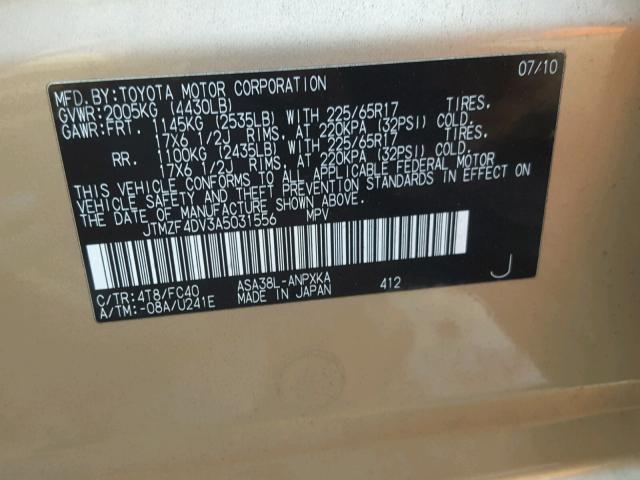 MFD. BY: TOYOTA MOTOR CORPORATION 07/10
GVWR: 2005KG (4430LB)
GAWR: FRT. 1145KG (2535LB) WITH 225/65R17 TIRES.
17X6 1/2J RIMS. AT 220KPA (32PSI) COLD.
RR. 1100KG (2435LB) WITH 225/65R17 TIRES.
17X6 1/2J RIMS. AT 220KPA (32PSI) COLD.
THIS VEHICLE CONFORMS TO ALL APPLICABLE FEDERAL MOTOR
VEHICLE SAFETY AND THEFT PREVENTION STANDARDS IN EFFECT ON
THE DATE OF MANUFACTURE SHOWN ABOVE.
JTMZF4DV3A5031556 MPV
C/TR: 4T8/FC40 ASA38L-ANPXKA 412
A/TM: -08A/U241E MADE IN JAPAN
J